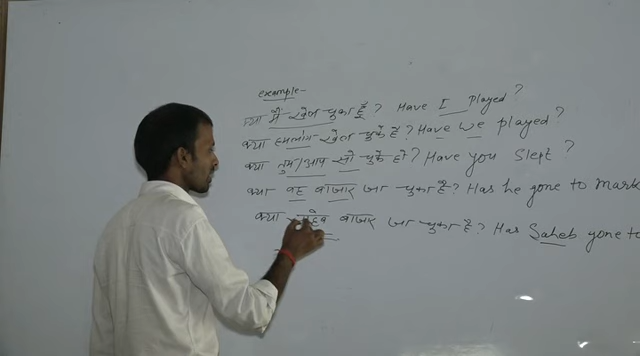 example-
क्या मैं खेल चुका हूँ? Have I Played?
क्या हमलोग खेल चुके हैं? Have we played?
क्या तुम/आप सो चुके हो? Have you Slept?
क्या वह बाजार जा चुका है? Has he gone to Mark
क्या बाजार जा चुका है? Has Saheb gone to